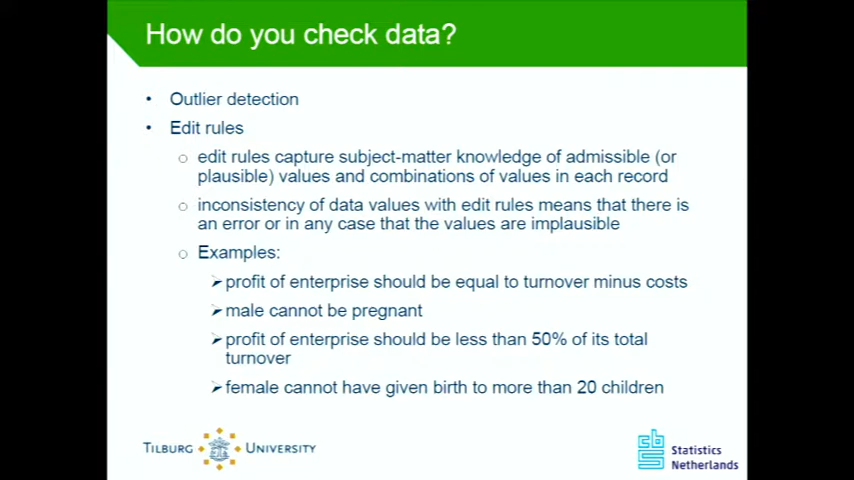 How do you check data?
• Outlier detection
• Edit rules
○ edit rules capture subject-matter knowledge of admissible (or
plausible) values and combinations of values in each record
○ inconsistency of data values with edit rules means that there is
an error or in any case that the values are implausible
○ Examples:
➢ profit of enterprise should be equal to turnover minus costs
➢ male cannot be pregnant
➢ profit of enterprise should be less than 50% of its total
turnover
➢ female cannot have given birth to more than 20 children
TILBURG UNIVERSITY
cbs
Statistics
Netherlands